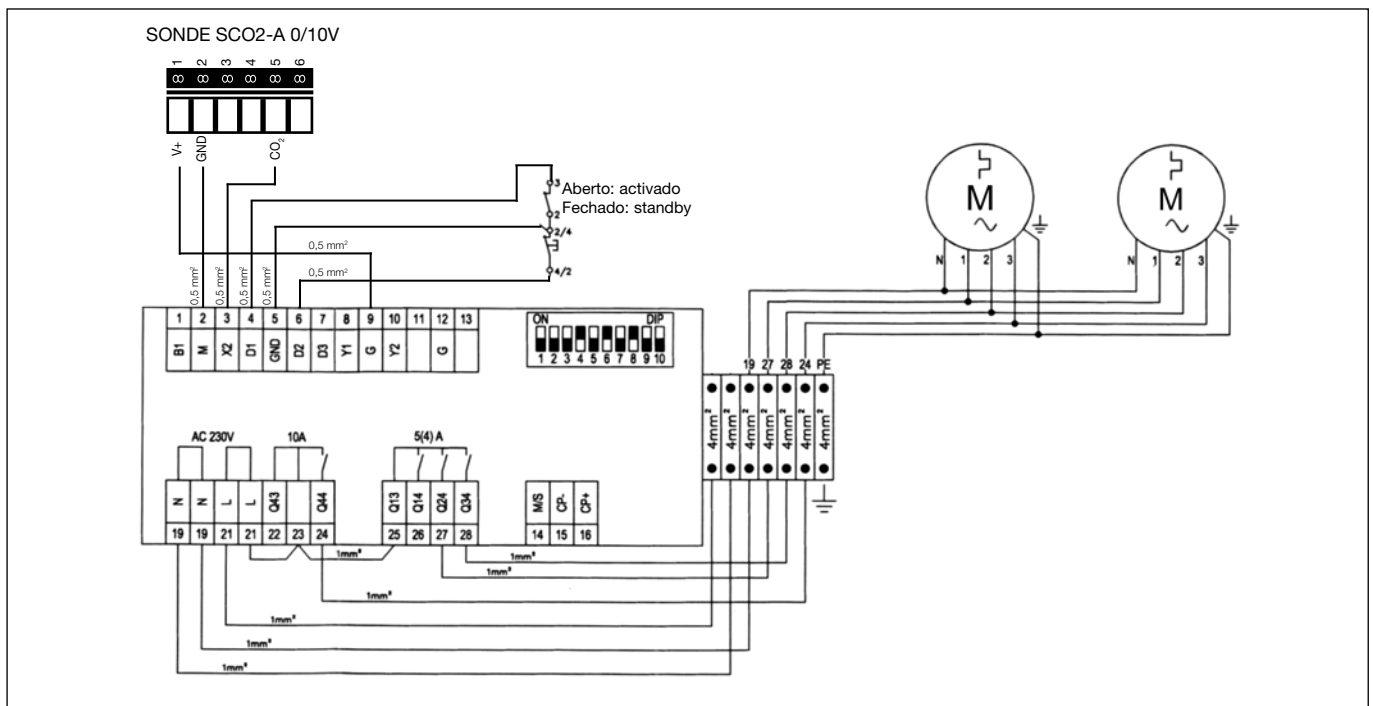 SONDE SCO2-A 0/10V
1 2 3 4 5 6
8 8 8 8 8 8
V+ GND CO₂
3
Aberto: activado
2
Fechado: standby
2/4
4/2
0,5 mm²
0,5 mm²
0,5 mm² 0,5 mm² 0,5 mm² 0,5 mm²
1 2 3 4 5 6 7 8 9 10 11 12 13
B1 M X2 D1 GND D2 D3 Y1 G Y2 G
ON DIP
1 2 3 4 5 6 7 8 9 10
M M
N 1 2 3 N 1 2 3
19 27 28 24 PE
4mm² 4mm² 4mm² 4mm² 4mm² 4mm² 4mm²
AC 230V 10A 5(4) A
N N L L Q43 Q44 Q13 Q14 Q24 Q34 M/S CP- CP+
19 19 21 21 22 23 24 25 26 27 28 14 15 16
1mm²
1mm²
1mm²
1mm²
1mm²
1mm²
1mm²